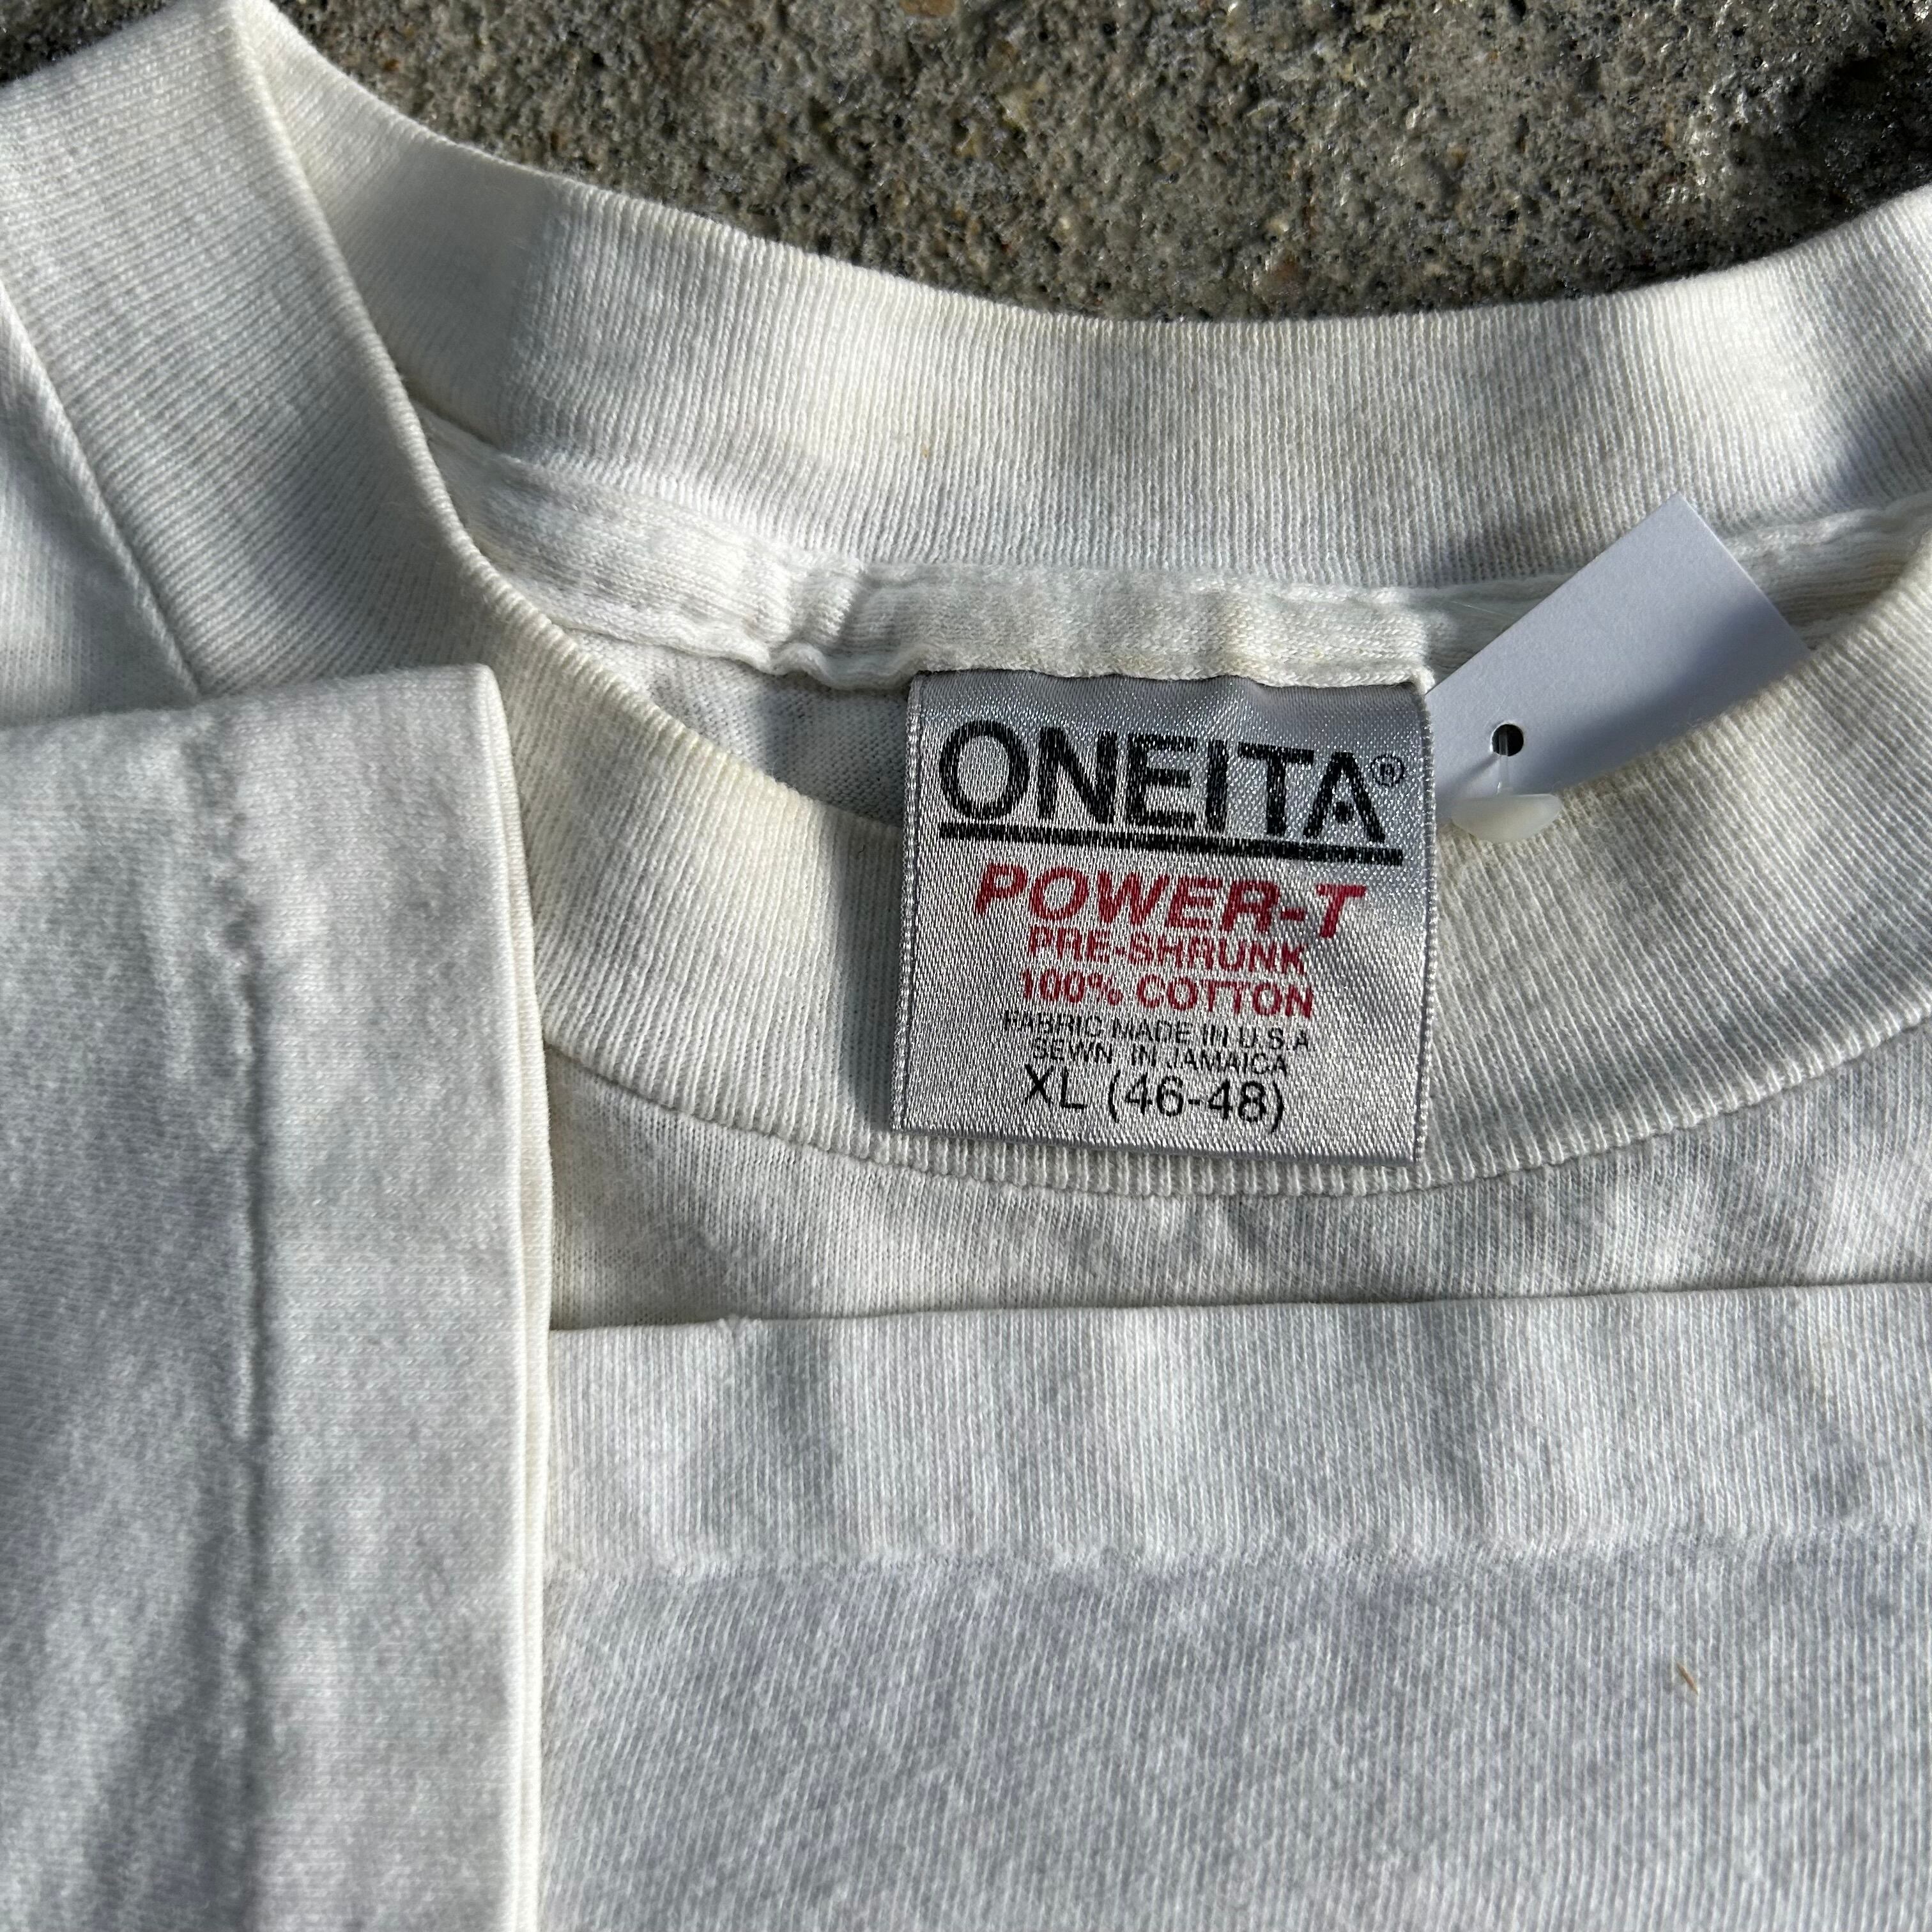 ONEITA®
POWER-T
PRE-SHRUNK
100% COTTON
FABRIC MADE IN U.S.A
SEWN IN JAMAICA
XL (46-48)